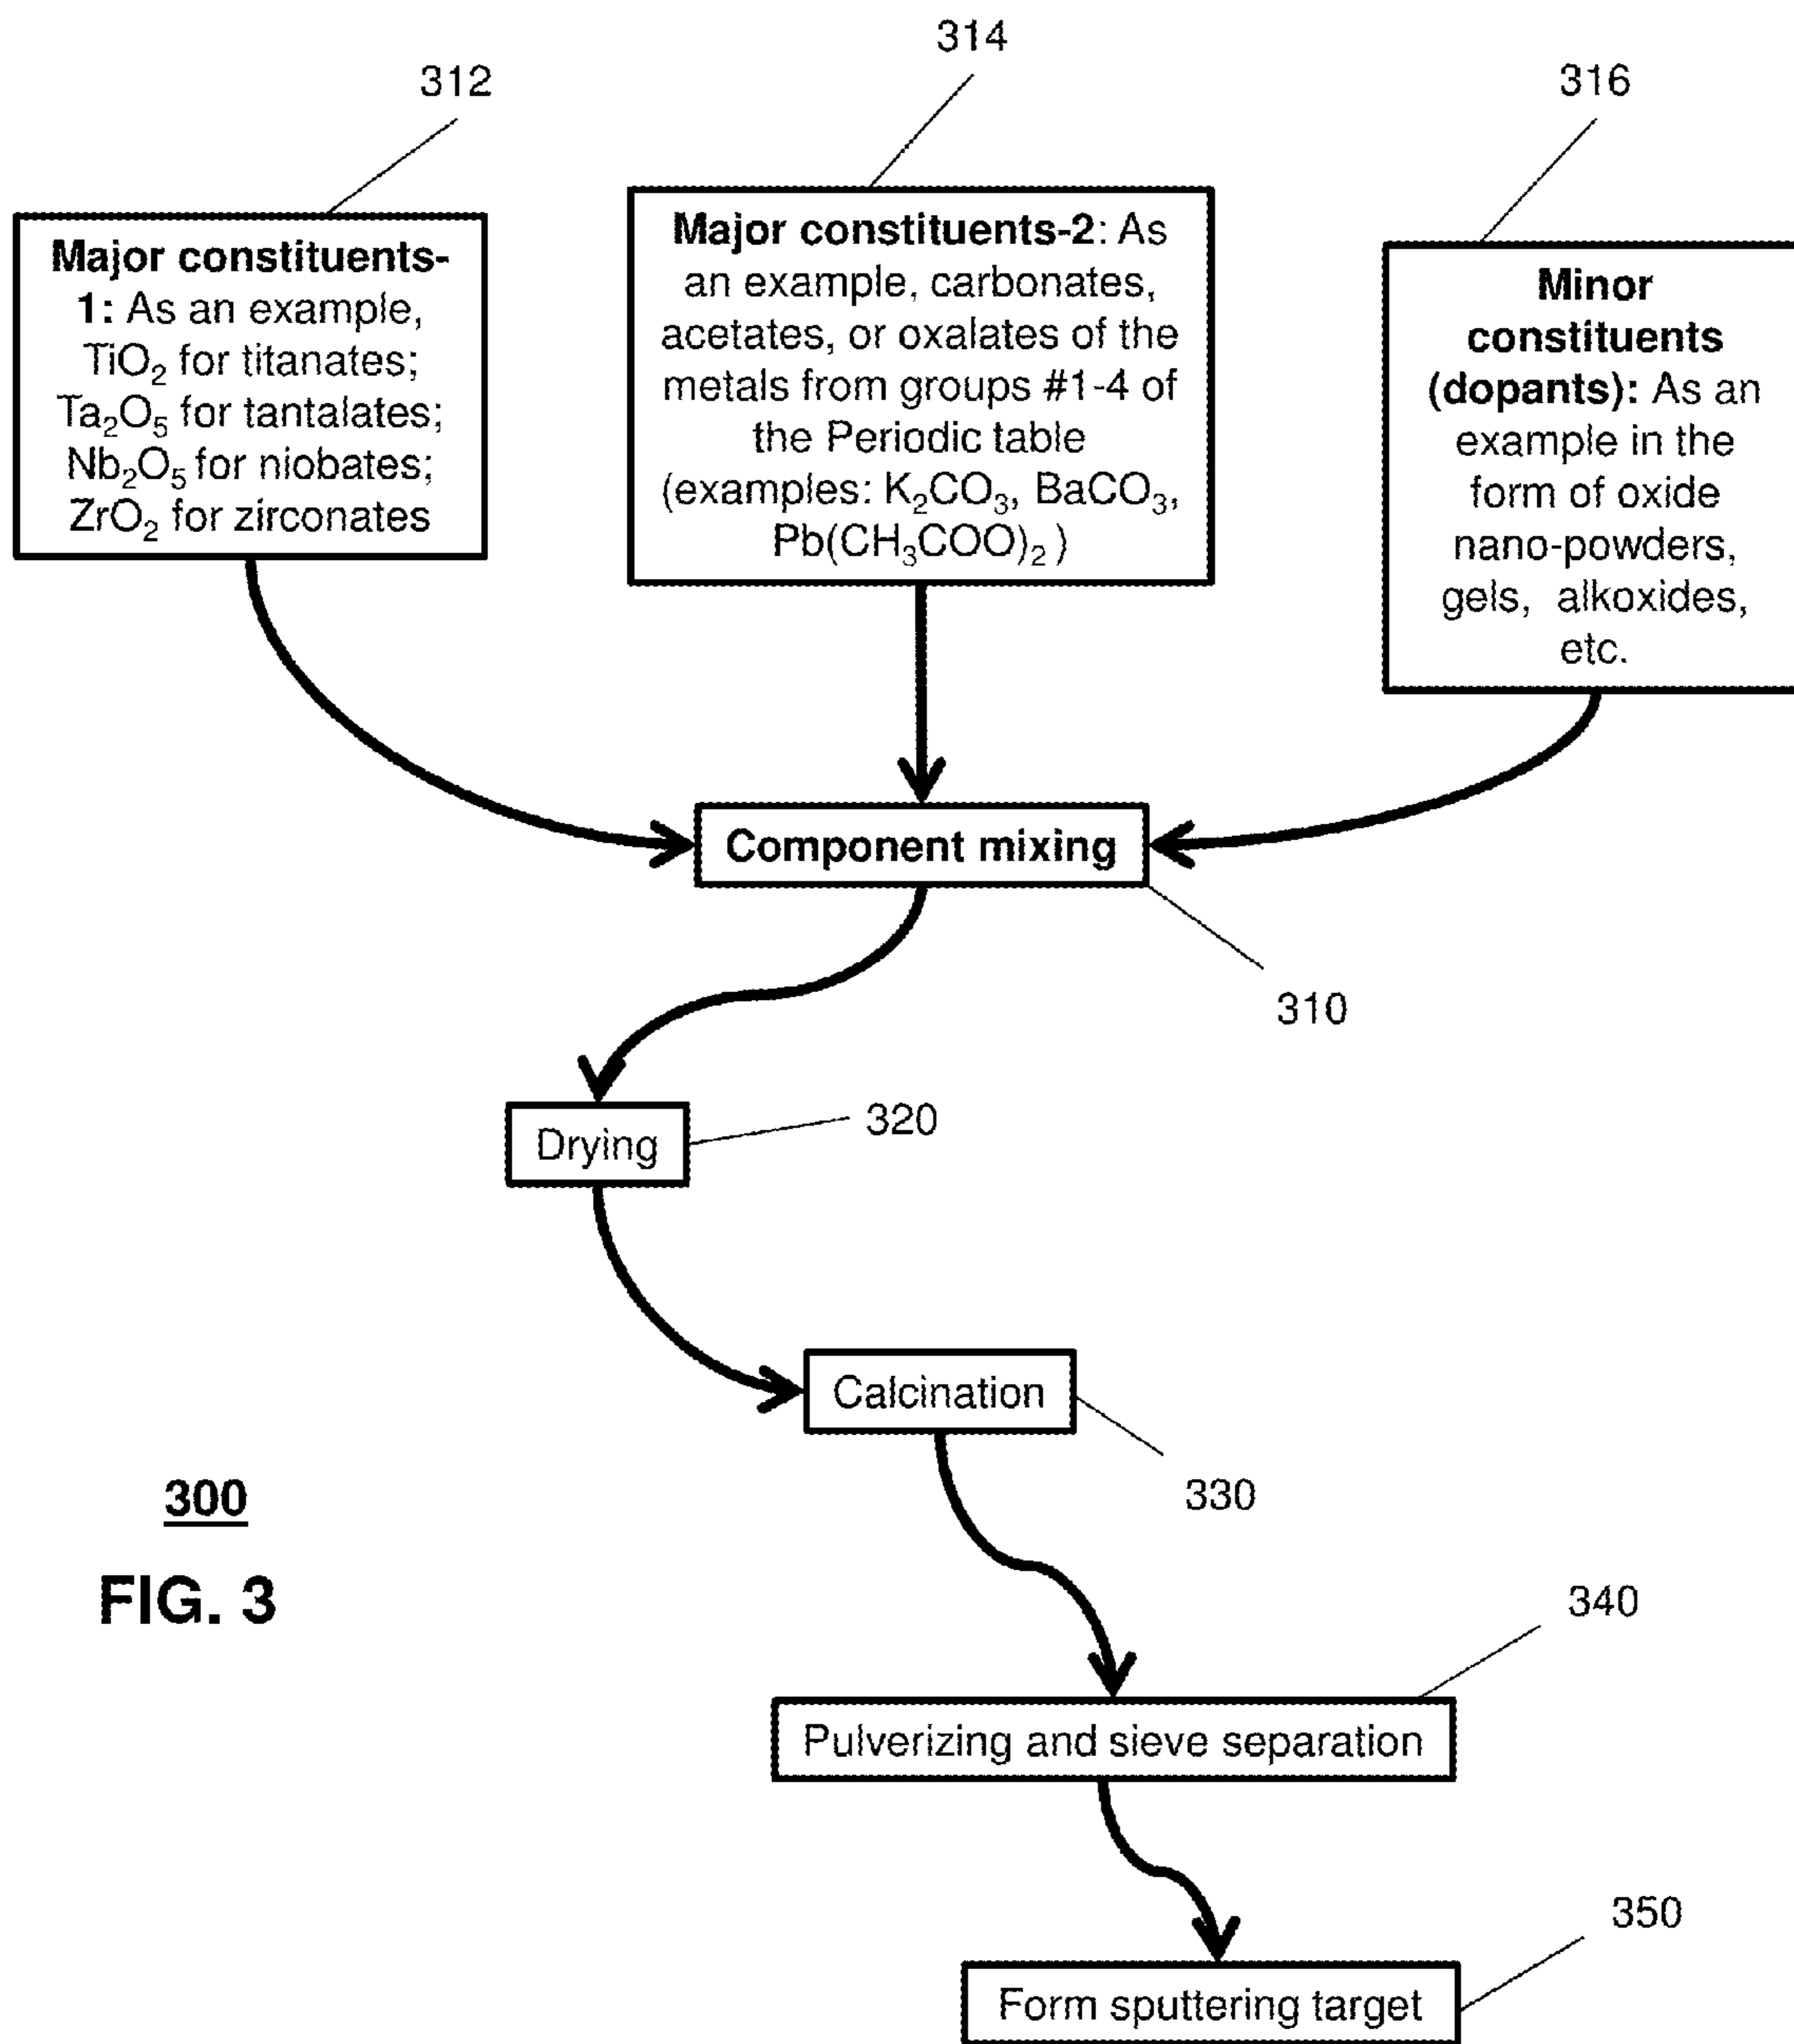 314
312
316
Major constituents-
1: As an example,
TiO₂ for titanates;
Ta₂O₅ for tantalates;
Nb₂O₅ for niobates;
ZrO₂ for zirconates
Major constituents-2: As
an example, carbonates,
acetates, or oxalates of the
metals from groups #1-4 of
the Periodic table
(examples: K₂CO₃, BaCO₃,
Pb(CH₃COO)₂ )
Minor
constituents
(dopants): As an
example in the
form of oxide
nano-powders,
gels, alkoxides,
etc.
Component mixing
310
Drying
320
Calcination
330
300
FIG. 3
340
Pulverizing and sieve separation
350
Form sputtering target